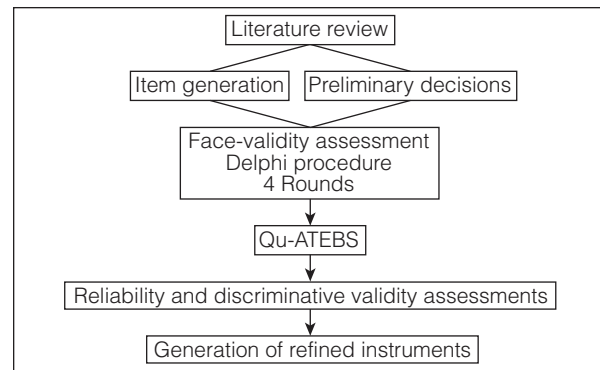 Literature review
Item generation
Preliminary decisions
Face-validity assessment
Delphi procedure
4 Rounds
Qu-ATEBS
Reliability and discriminative validity assessments
Generation of refined instruments